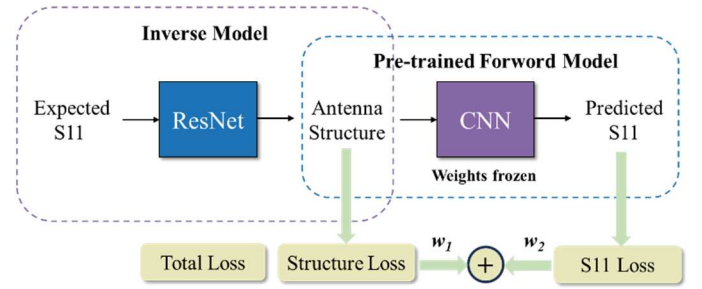 Inverse Model
Pre-trained Forword Model
Expected
S11
ResNet
Antenna
Structure
CNN
Predicted
S11
Weights frozen
w1
w2
+
Total Loss
Structure Loss
S11 Loss